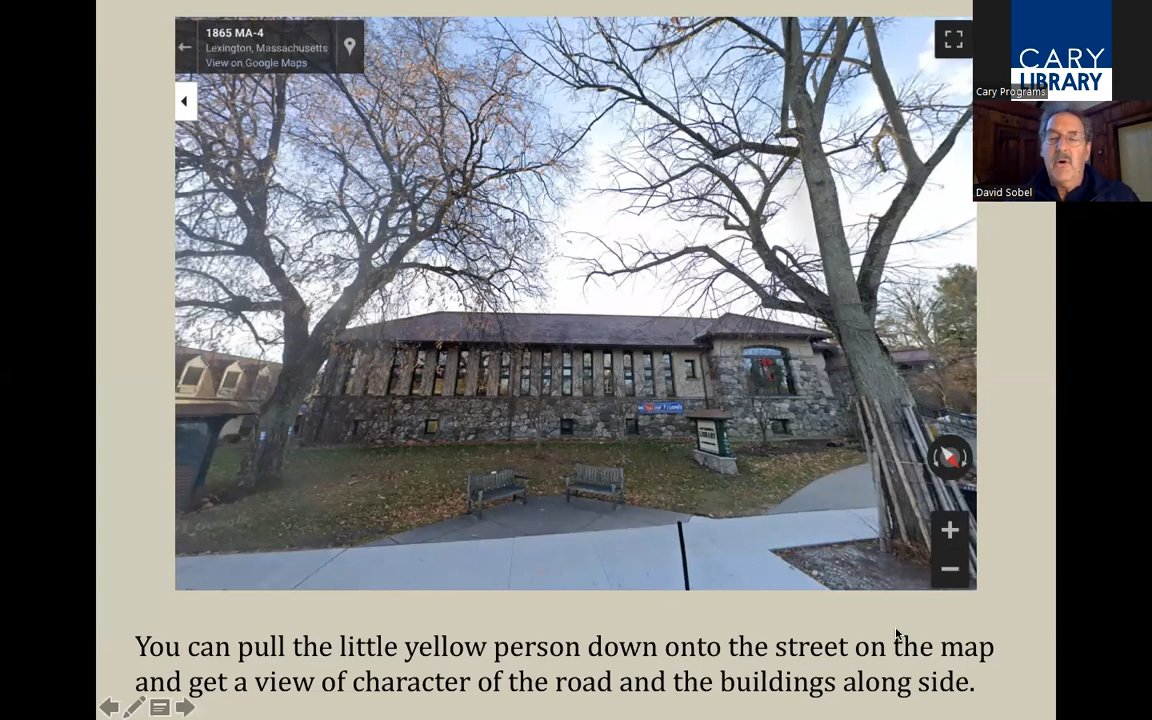 1865 MA-4
Lexington, Massachusetts
View on Google Maps
CARY
LIBRARY
Cary Programs
David Sobel
LIBRARY
Google
You can pull the little yellow person down onto the street on the map
and get a view of character of the road and the buildings along side.